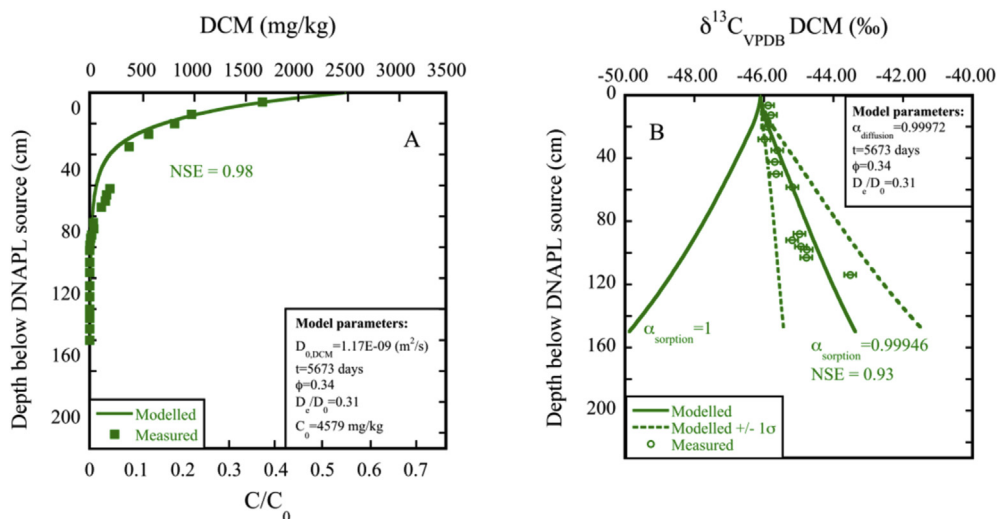 DCM (mg/kg)
0 500 1000 1500 2000 2500 3000 3500
Depth below DNAPL source (cm)
0
40
80
120
160
200
A
NSE = 0.98
Model parameters:
D0,DCM=1.17E-09 (m²/s)
t=5673 days
ϕ=0.34
De/D0=0.31
C0=4579 mg/kg
Modelled
Measured
0 0.1 0.2 0.3 0.4 0.5 0.6 0.7
C/C0
δ¹³CVPDB DCM (‰)
-50.00 -48.00 -46.00 -44.00 -42.00 -40.00
Depth below DNAPL source (cm)
0
40
80
120
160
200
B
Model parameters:
αdiffusion=0.99972
t=5673 days
ϕ=0.34
De/D0=0.31
αsorption=1
αsorption=0.99946
NSE = 0.93
Modelled
Modelled +/- 1σ
Measured